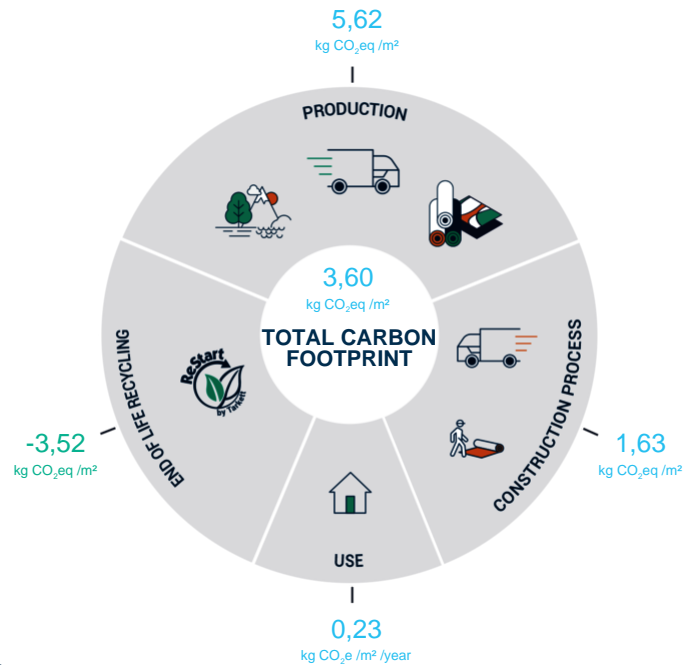 5,62
kg CO₂eq /m²
PRODUCTION
3,60
kg CO₂eq /m²
TOTAL CARBON
FOOTPRINT
CONSTRUCTION PROCESS
1,63
kg CO₂eq /m²
USE
0,23
kg CO₂e /m² /year
END OF LIFE RECYCLING
ReStart
by Tarkett
-3,52
kg CO₂eq /m²